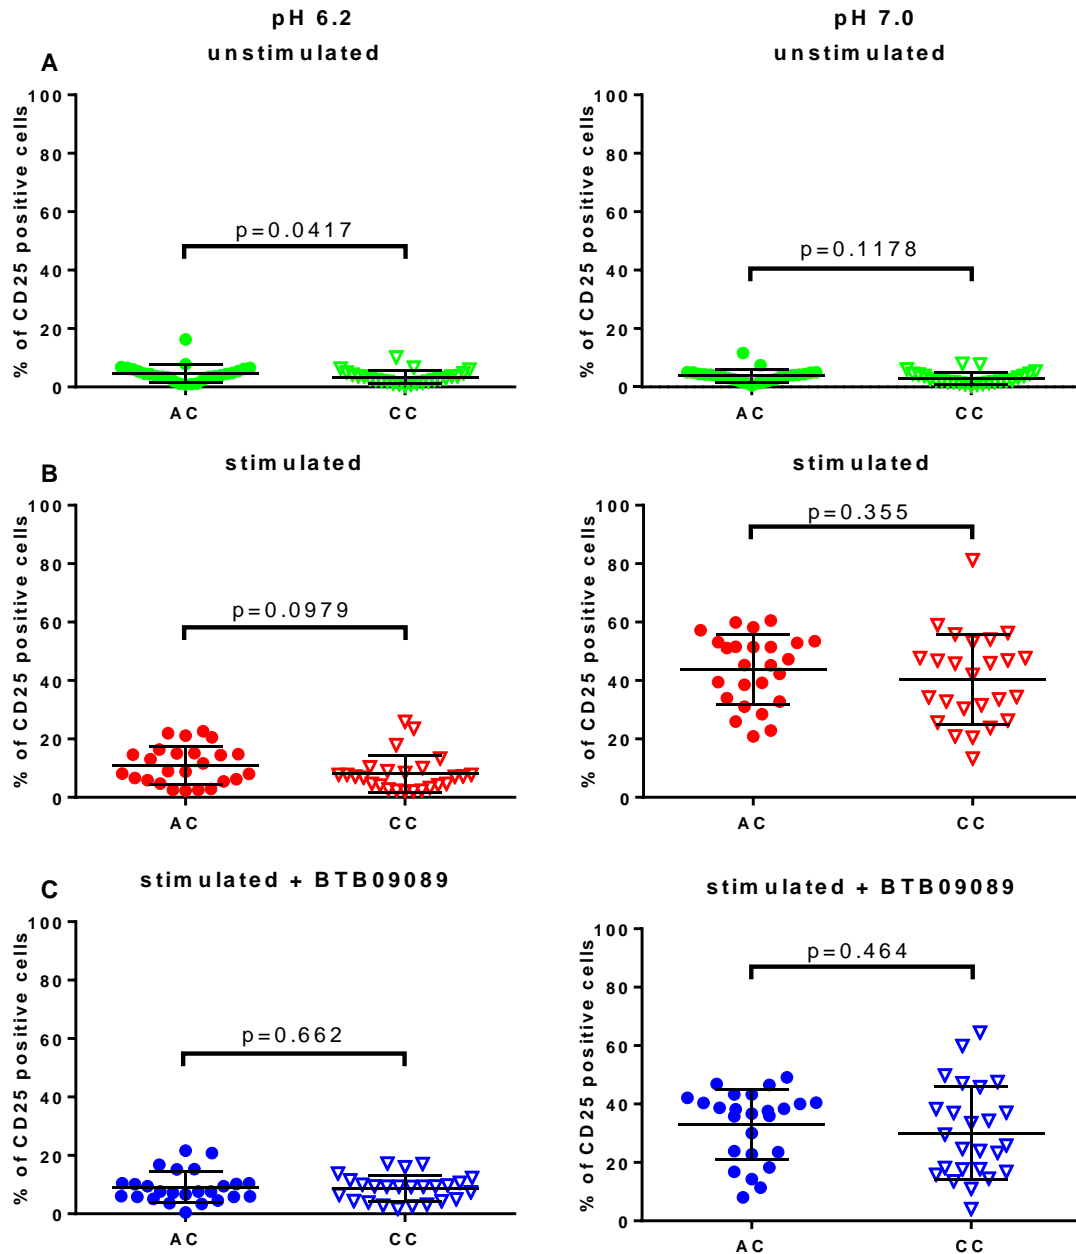 pH 6.2
unstimulated
pH 7.0
unstimulated
A
% of CD25 positive cells
100
80
60
40
20
0
p=0.0417
AC
CC
% of CD25 positive cells
100
80
60
40
20
0
p=0.1178
AC
CC
B
stimulated
% of CD25 positive cells
100
80
60
40
20
0
p=0.0979
AC
CC
stimulated
% of CD25 positive cells
100
80
60
40
20
0
p=0.355
AC
CC
C
stimulated + BTB09089
% of CD25 positive cells
100
80
60
40
20
0
p=0.662
AC
CC
stimulated + BTB09089
% of CD25 positive cells
100
80
60
40
20
0
p=0.464
AC
CC